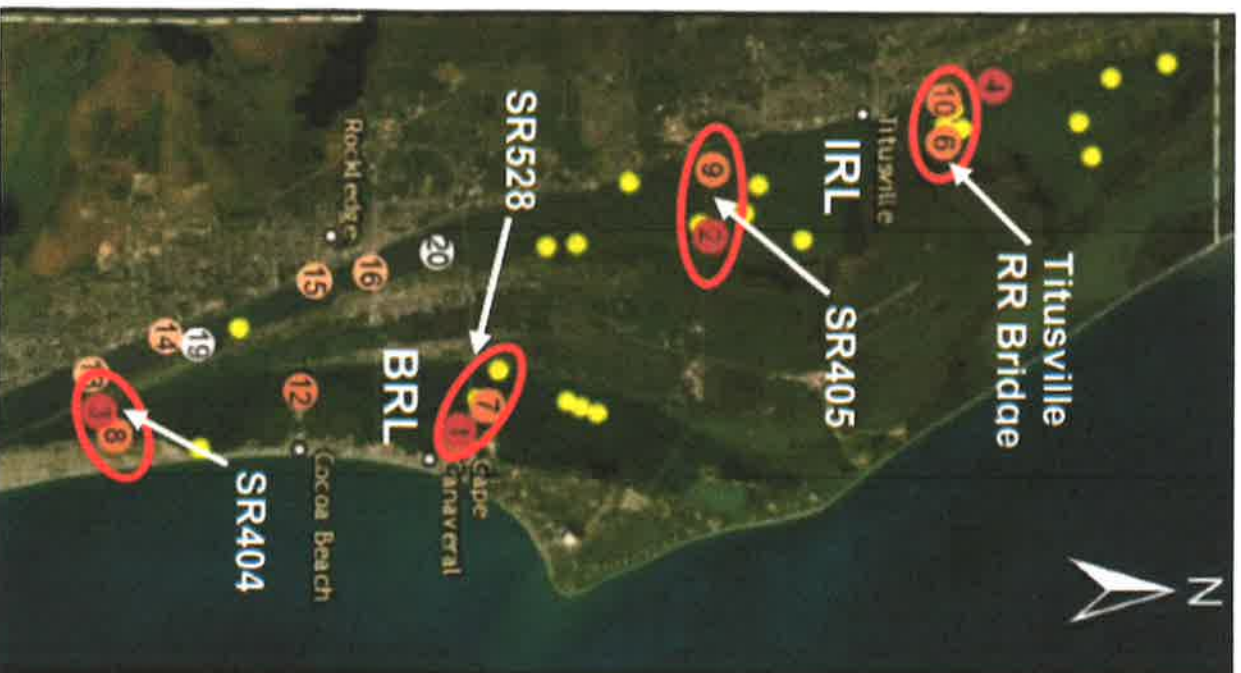 N
Titusville
RR Bridge
4
10 6
Titusville
IRL
SR405
9 2
SR528
7
Cape
Canaveral
1
20
BRL
16
Rockledge
Cocoa Beach
15
12
SR404
19
14
8
3
13